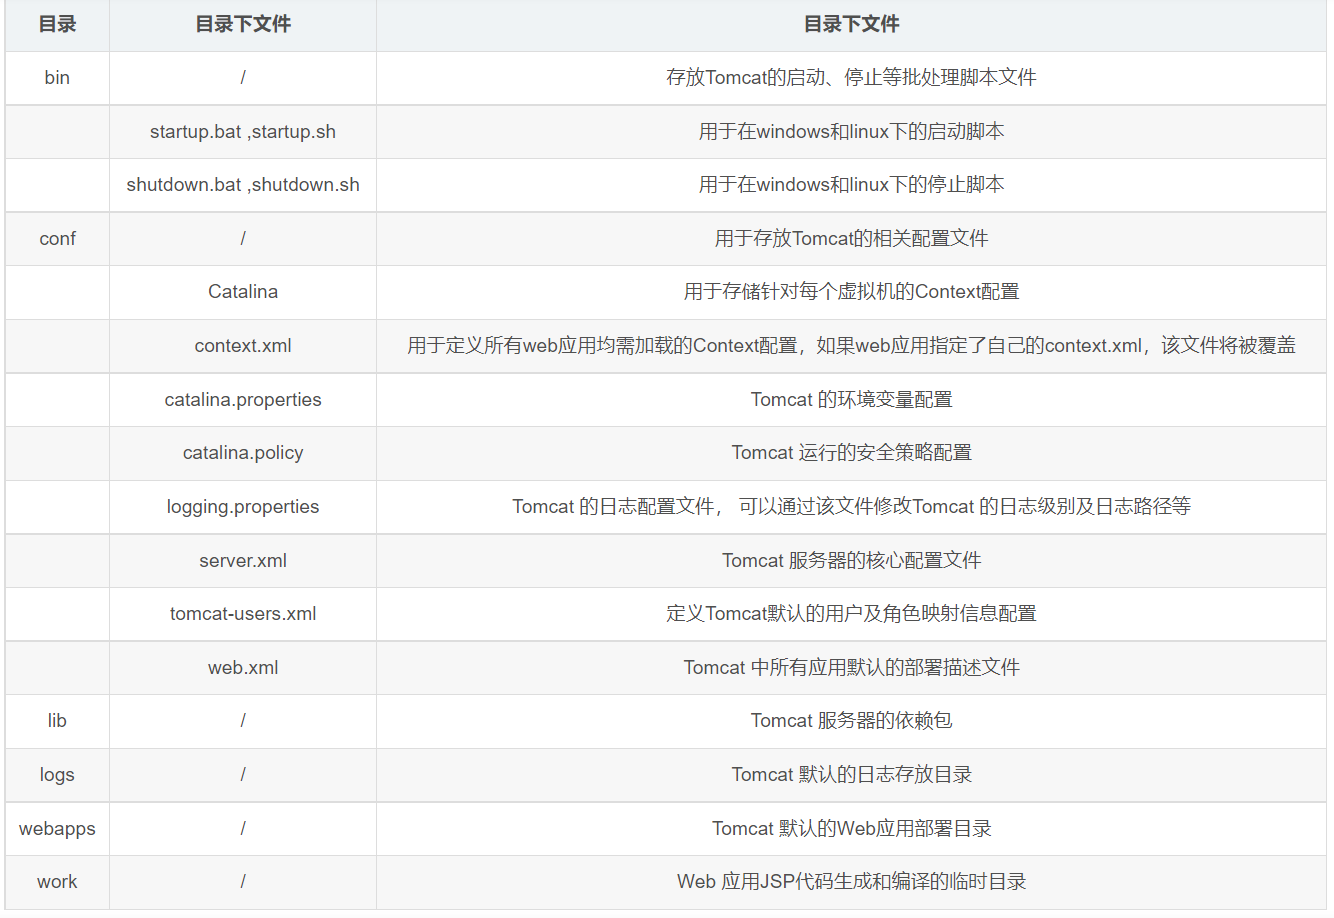 目录 目录下文件 目录下文件
bin / 存放Tomcat的启动、停止等批处理脚本文件
startup.bat ,startup.sh 用于在windows和linux下的启动脚本
shutdown.bat ,shutdown.sh 用于在windows和linux下的停止脚本
conf / 用于存放Tomcat的相关配置文件
Catalina 用于存储针对每个虚拟机的Context配置
context.xml 用于定义所有web应用均需加载的Context配置，如果web应用指定了自己的context.xml，该文件将被覆盖
catalina.properties Tomcat 的环境变量配置
catalina.policy Tomcat 运行的安全策略配置
logging.properties Tomcat 的日志配置文件， 可以通过该文件修改Tomcat 的日志级别及日志路径等
server.xml Tomcat 服务器的核心配置文件
tomcat-users.xml 定义Tomcat默认的用户及角色映射信息配置
web.xml Tomcat 中所有应用默认的部署描述文件
lib / Tomcat 服务器的依赖包
logs / Tomcat 默认的日志存放目录
webapps / Tomcat 默认的Web应用部署目录
work / Web 应用JSP代码生成和编译的临时目录